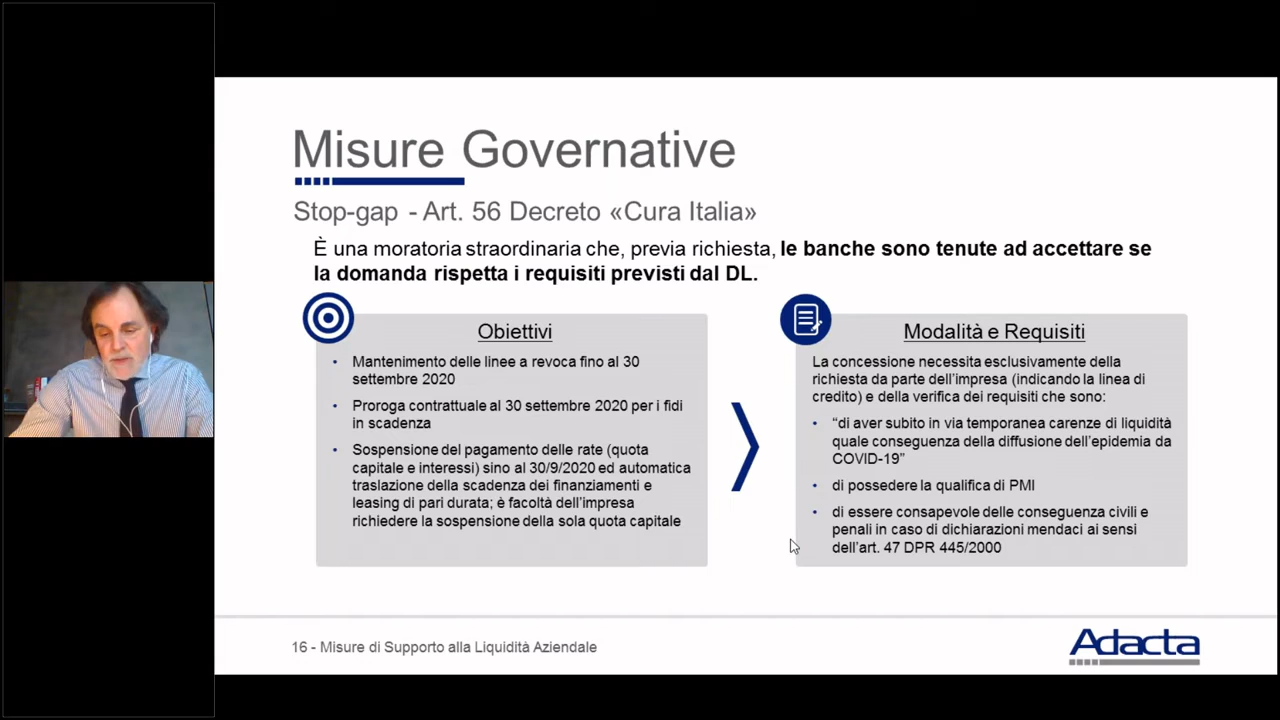 Misure Governative
Stop-gap - Art. 56 Decreto «Cura Italia»
È una moratoria straordinaria che, previa richiesta, le banche sono tenute ad accettare se
la domanda rispetta i requisiti previsti dal DL.
Obiettivi
• Mantenimento delle linee a revoca fino al 30
settembre 2020
• Proroga contrattuale al 30 settembre 2020 per i fidi
in scadenza
• Sospensione del pagamento delle rate (quota
capitale e interessi) sino al 30/9/2020 ed automatica
traslazione della scadenza dei finanziamenti e
leasing di pari durata; è facoltà dell'impresa
richiedere la sospensione della sola quota capitale
Modalità e Requisiti
La concessione necessita esclusivamente della
richiesta da parte dell'impresa (indicando la linea di
credito) e della verifica dei requisiti che sono:
• “di aver subito in via temporanea carenze di liquidità
quale conseguenza della diffusione dell'epidemia da
COVID-19”
• di possedere la qualifica di PMI
• di essere consapevole delle conseguenza civili e
penali in caso di dichiarazioni mendaci ai sensi
dell'art. 47 DPR 445/2000
16 - Misure di Supporto alla Liquidità Aziendale
Adacta